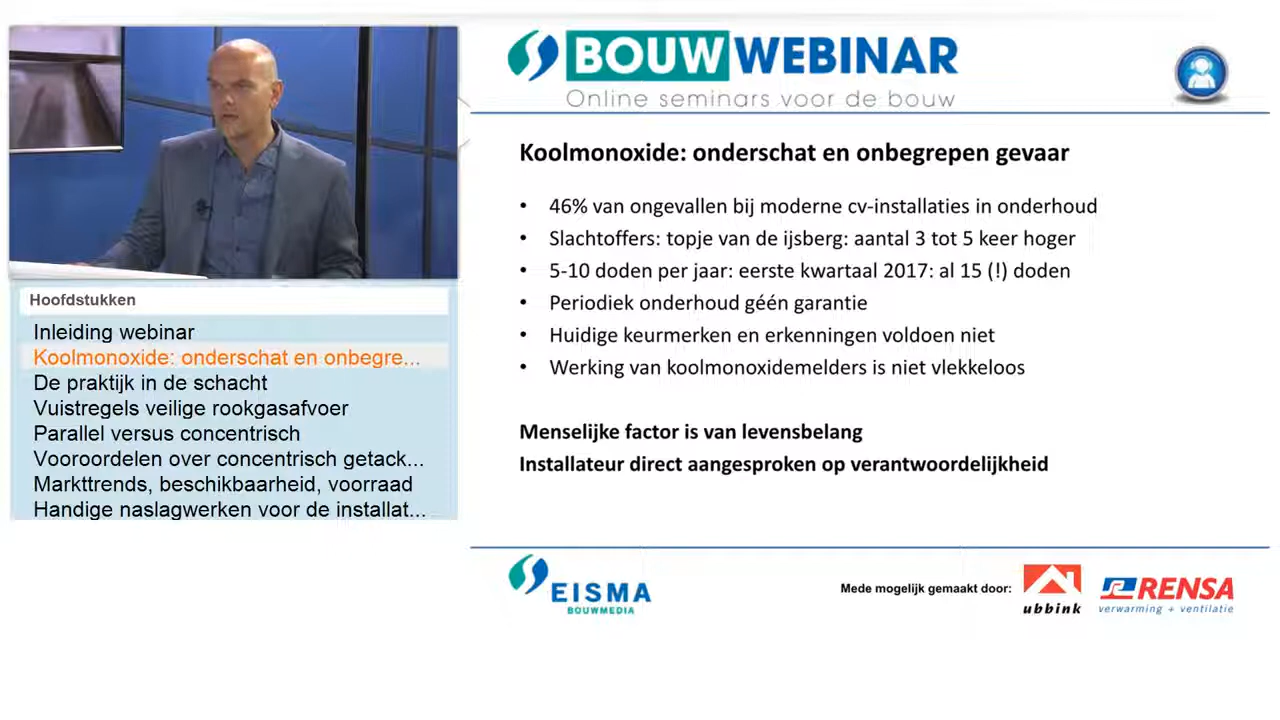 BOUWWEBINAR
Online seminars voor de bouw
Koolmonoxide: onderschat en onbegrepen gevaar
• 46% van ongevallen bij moderne cv-installaties in onderhoud
• Slachtoffers: topje van de ijsberg: aantal 3 tot 5 keer hoger
• 5-10 doden per jaar: eerste kwartaal 2017: al 15 (!) doden
• Periodiek onderhoud géén garantie
• Huidige keurmerken en erkenningen voldoen niet
• Werking van koolmonoxidemelders is niet vlekkeloos
Menselijke factor is van levensbelang
Installateur direct aangesproken op verantwoordelijkheid
Hoofdstukken
Inleiding webinar
Koolmonoxide: onderschat en onbegre...
De praktijk in de schacht
Vuistregels veilige rookgasafvoer
Parallel versus concentrisch
Vooroordelen over concentrisch getack...
Markttrends, beschikbaarheid, voorraad
Handige naslagwerken voor de installat...
EISMA
BOUWMEDIA
Mede mogelijk gemaakt door:
ubbink
RENSA
verwarming + ventilatie